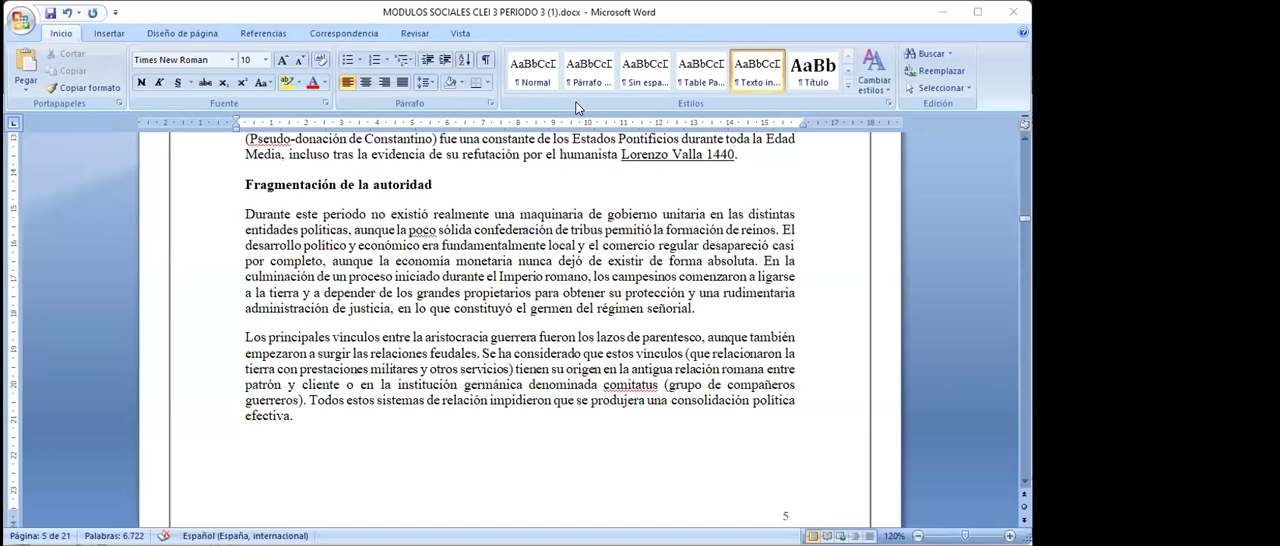 MODULOS SOCIALES CLEI 3 PERIODO 3 (1).docx - Microsoft Word
Inicio Insertar Diseño de página Referencias Correspondencia Revisar Vista
Pegar
Cortar
Copiar
Copiar formato
Portapapeles
Times New Roman 10
Fuente
Párrafo
AaBbCcD AaBbCcD AaBbCcD AaBbCcD AaBbCcD AaBb
¶ Normal ¶ Párrafo ... ¶ Sin espa... ¶ Table Pa... ¶ Texto in... ¶ Título
Estilos
Cambiar estilos
Buscar
Reemplazar
Seleccionar
Edición
(Pseudo-donación de Constantino) fue una constante de los Estados Pontificios durante toda la Edad
Media, incluso tras la evidencia de su refutación por el humanista Lorenzo Valla 1440.
Fragmentación de la autoridad
Durante este periodo no existió realmente una maquinaria de gobierno unitaria en las distintas
entidades políticas, aunque la poco sólida confederación de tribus permitió la formación de reinos. El
desarrollo político y económico era fundamentalmente local y el comercio regular desapareció casi
por completo, aunque la economía monetaria nunca dejó de existir de forma absoluta. En la
culminación de un proceso iniciado durante el Imperio romano, los campesinos comenzaron a ligarse
a la tierra y a depender de los grandes propietarios para obtener su protección y una rudimentaria
administración de justicia, en lo que constituyó el germen del régimen señorial.
Los principales vínculos entre la aristocracia guerrera fueron los lazos de parentesco, aunque también
empezaron a surgir las relaciones feudales. Se ha considerado que estos vínculos (que relacionaron la
tierra con prestaciones militares y otros servicios) tienen su origen en la antigua relación romana entre
patrón y cliente o en la institución germánica denominada comitatus (grupo de compañeros
guerreros). Todos estos sistemas de relación impidieron que se produjera una consolidación política
efectiva.
5
Página: 5 de 21 Palabras: 6.722 Español (España, internacional) 120%